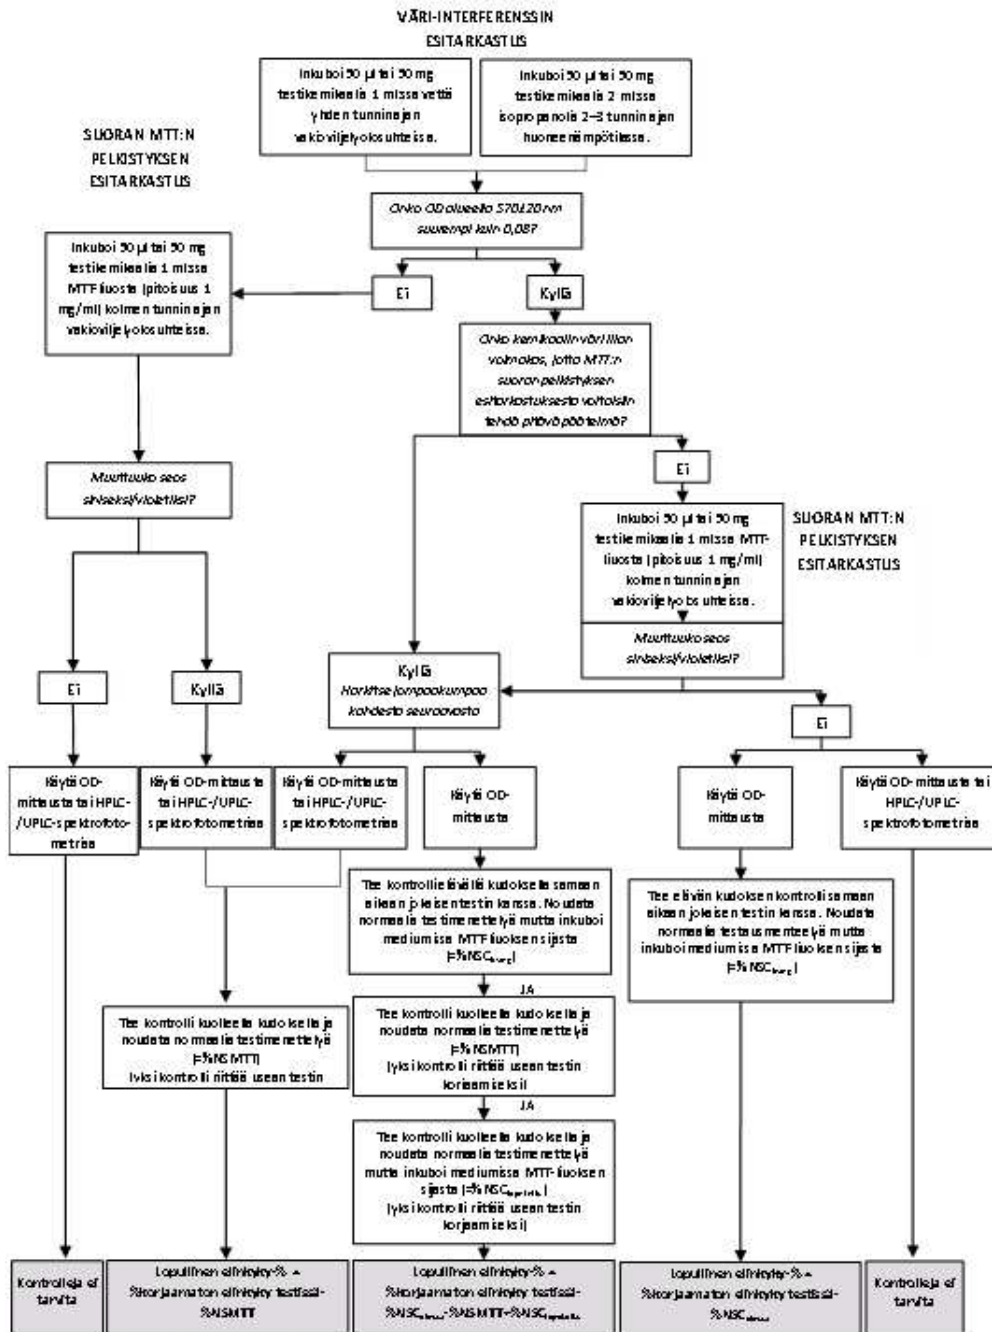 VÄRI-INTERFERENSSIN
ESITARKASTUS
Inkuboi 50 µl tai 50 mg
testikemikaalia 1 ml:ssa vettä
yhden tunnin ajan
vakioviljelyolosuhteissa.
Inkuboi 50 µl tai 50 mg
testikemikaalia 2 ml:ssa
isopropanolia 2–3 tunnin ajan
huoneenlämpötilassa.
SUORAN MTT:N
PELKISTYKSEN
ESITARKASTUS
Onko OD alueella 570±20 nm
suurempi kuin 0,08?
Inkuboi 50 µl tai 50 mg
testikemikaalia 1 ml:ssa
MTT-liuosta (pitoisuus 1
mg/ml) kolmen tunnin ajan
vakioviljelyolosuhteissa.
Ei
Kyllä
Onko kemikaalin väri liian
voimakas, jotta MTT:n
suoran pelkistyksen
esitarkastuksesta voitaisiin
tehdä pitävä päätelmä?
Ei
Muuttuuko seos
siniseksi/violetiksi?
Inkuboi 50 µl tai 50 mg
testikemikaalia 1 ml:ssa MTT-
liuosta (pitoisuus 1 mg/ml)
kolmen tunnin ajan
vakioviljelyolosuhteissa.
SUORAN MTT:N
PELKISTYKSEN
ESITARKASTUS
Muuttuuko seos
siniseksi/violetiksi?
Ei
Kyllä
Kyllä
Harkitse jompaakumpaa
kahdesta seuraavasta
Ei
Käytä OD-
mittausta tai HPLC-
/UPLC-spektrofoto-
metriaa
Käytä OD-mittausta
tai HPLC-/UPLC-
spektrofotometriaa
Käytä OD-mittausta
tai HPLC-/UPLC-
spektrofotometriaa
Käytä OD-
mittausta
Käytä OD-
mittausta
Käytä OD-mittausta tai
HPLC-/UPLC-
spektrofotometriaa
Tee kontrolli elävällä kudoksella samaan
aikaan jokaisen testin kanssa. Noudata
normaalia testimenettelyä mutta inkuboi
mediumissa MTT-liuoksen sijasta
(=%NSC)
Tee elävän kudoksen kontrolli samaan
aikaan jokaisen testin kanssa. Noudata
normaalia testausmenteelyä mutta
inkuboi mediumissa MTT-liuoksen sijasta
(=%NSC)
JA
Tee kontrolli kuolleella kudoksella ja
noudata normaalia testimenettelyä
(=%NSMTT)
(yksi kontrolli riittää usean testin
Tee kontrolli kuolleella kudoksella ja
noudata normaalia testimenettelyä
(=%NSMTT)
(yksi kontrolli riittää usean testin
korjaamiseksi)
JA
Tee kontrolli kuolleella kudoksella ja
noudata normaalia testimenettelyä
mutta inkuboi mediumissa MTT-liuoksen
sijasta (=%NSC)
(yksi kontrolli riittää usean testin
korjaamiseksi)
Kontrolleja ei
tarvita
Lopullinen elinkyky-% =
%korjaamaton elinkyky testissä-
%NSMTT
Lopullinen elinkyky-% =
%korjaamaton elinkyky testissä-
%NSC-%NSMTT+%NSC
Lopullinen elinkyky-% =
%korjaamaton elinkyky testissä-
%NSC
Kontrolleja ei
tarvita